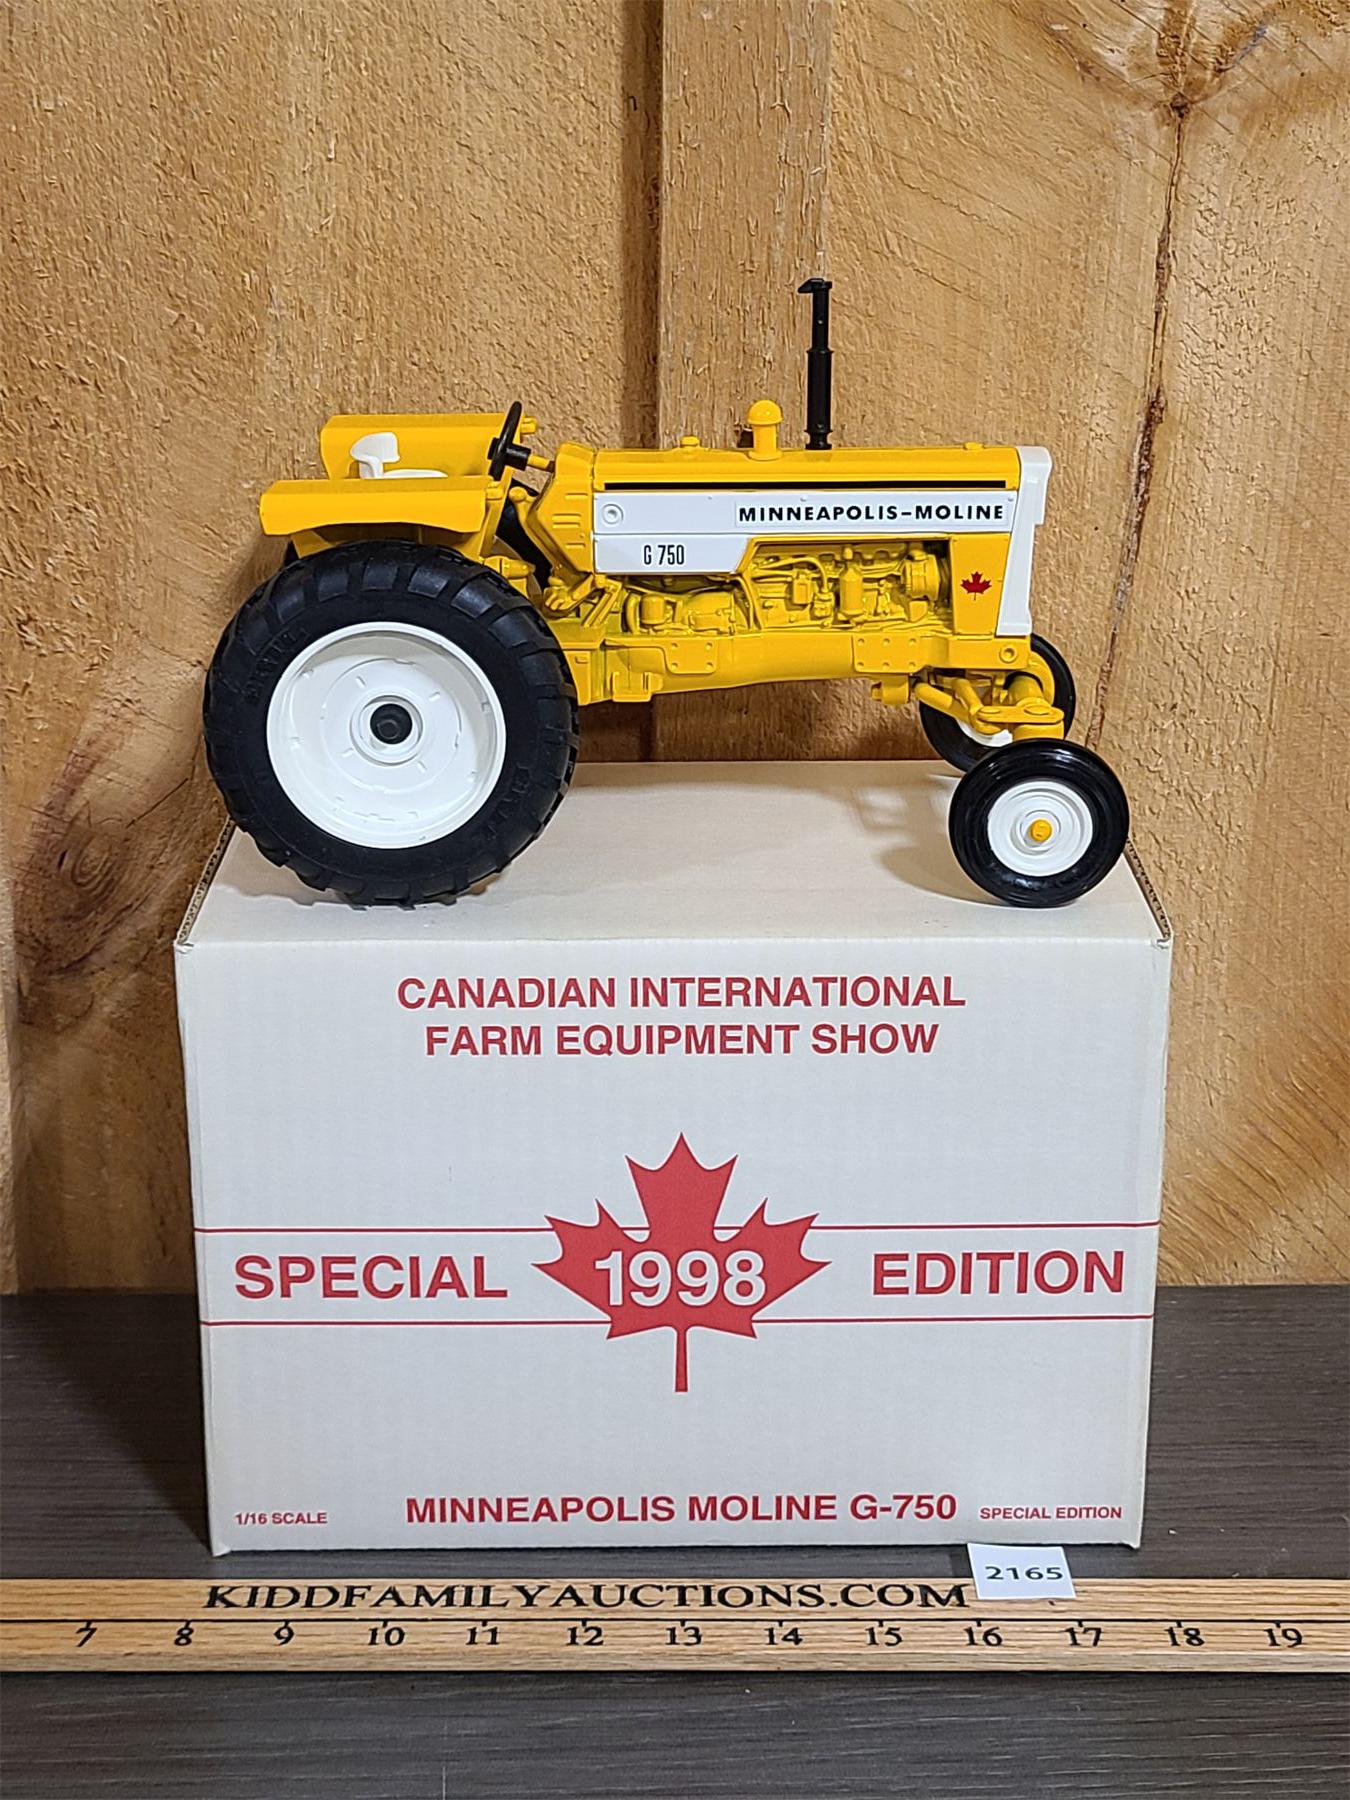 MINNEAPOLIS-MOLINE
G 750
CANADIAN INTERNATIONAL
FARM EQUIPMENT SHOW
SPECIAL 1998 EDITION
1/16 SCALE MINNEAPOLIS MOLINE G-750 SPECIAL EDITION
2165
KIDDFAMILYAUCTIONS.COM
7 8 9 10 11 12 13 14 15 16 17 18 19